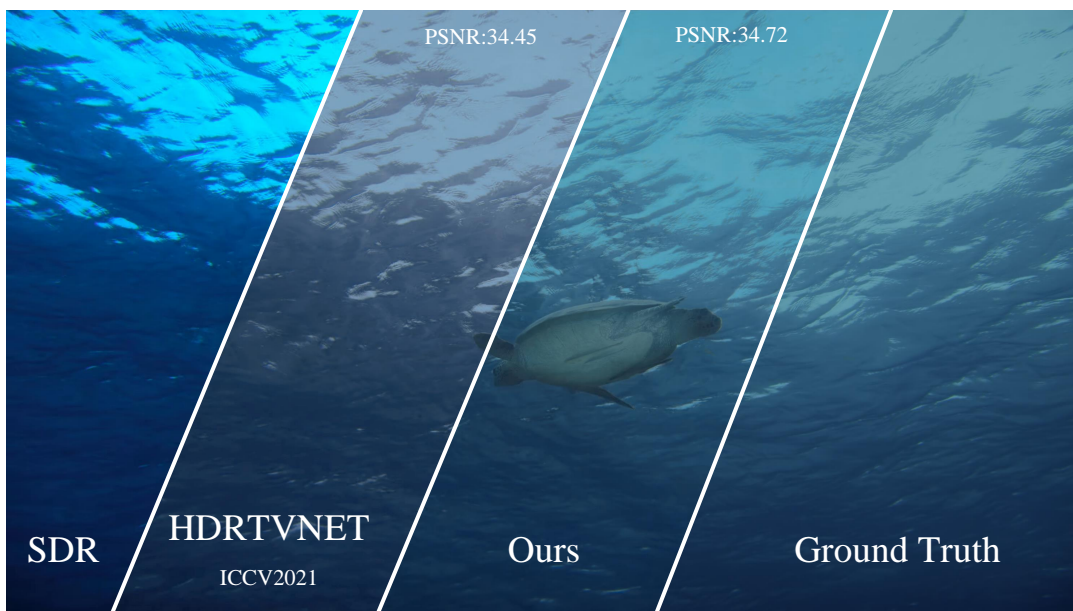 PSNR:34.45
PSNR:34.72
SDR
HDRTVNET
ICCV2021
Ours
Ground Truth